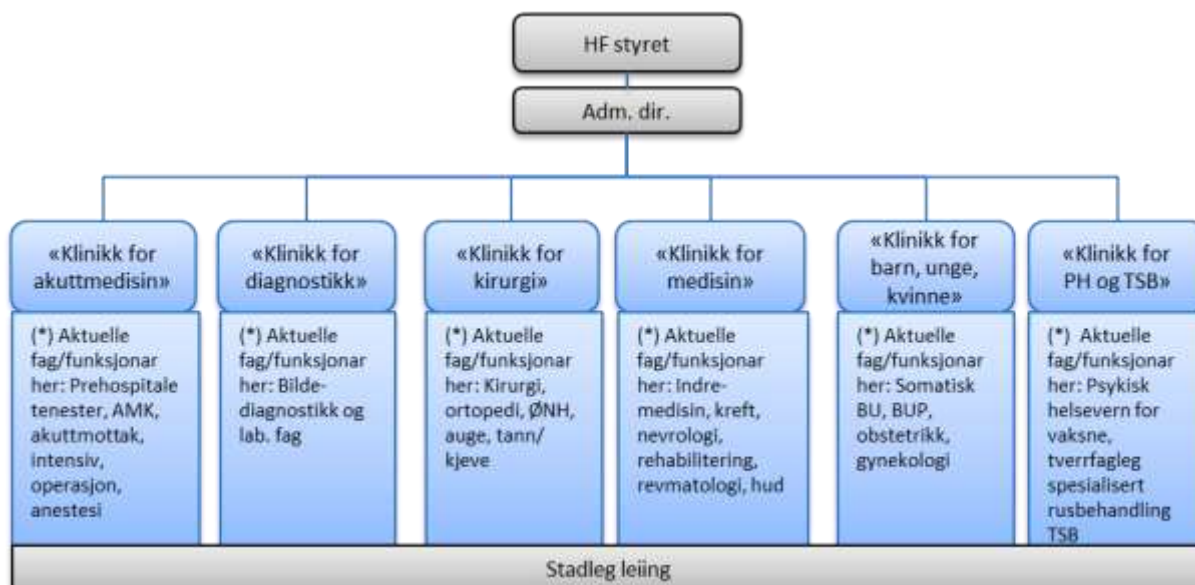 HF styret
Adm. dir.
«Klinikk for
akuttmedisin»
(*) Aktuelle
fag/funksjonar
her: Prehospitale
tenester, AMK,
akuttmottak,
intensiv,
operasjon,
anestesi
«Klinikk for
diagnostikk»
(*) Aktuelle
fag/funksjonar
her: Bilde-
diagnostikk og
lab. fag
«Klinikk for
kirurgi»
(*) Aktuelle
fag/funksjonar
her: Kirurgi,
ortopedi, ØNH,
auge, tann/
kjeve
«Klinikk for
medisin»
(*) Aktuelle
fag/funksjonar
her: Indre-
medisin, kreft,
nevrologi,
rehabilitering,
revmatologi, hud
«Klinikk for
barn, unge,
kvinne»
(*) Aktuelle
fag/funksjonar
her: Somatisk
BU, BUP,
obstetrikk,
gynekologi
«Klinikk for
PH og TSB»
(*) Aktuelle
fag/funksjonar
her: Psykisk
helsevern for
vaksne,
tverrfagleg
spesialisert
rusbehandling
TSB
Stadleg leiing